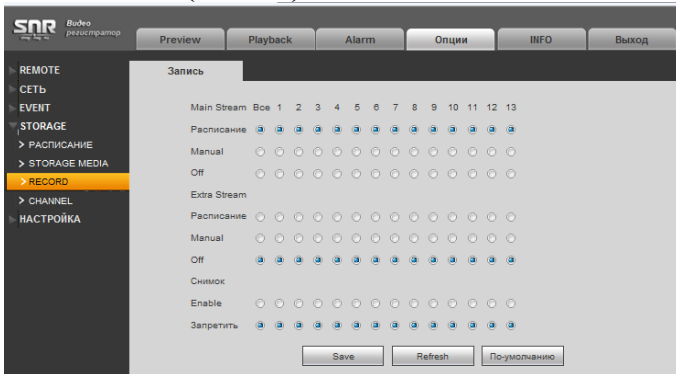 SNR Видео
регистратор
Preview Playback Alarm Опции INFO Выход
REMOTE
СЕТЬ
EVENT
STORAGE
> РАСПИСАНИЕ
> STORAGE MEDIA
> RECORD
> CHANNEL
НАСТРОЙКА
Запись
Main Stream Все 1 2 3 4 5 6 7 8 9 10 11 12 13
Расписание
Manual
Off
Extra Stream
Расписание
Manual
Off
Снимок
Enable
Запретить
Save Refresh По-умолчанию